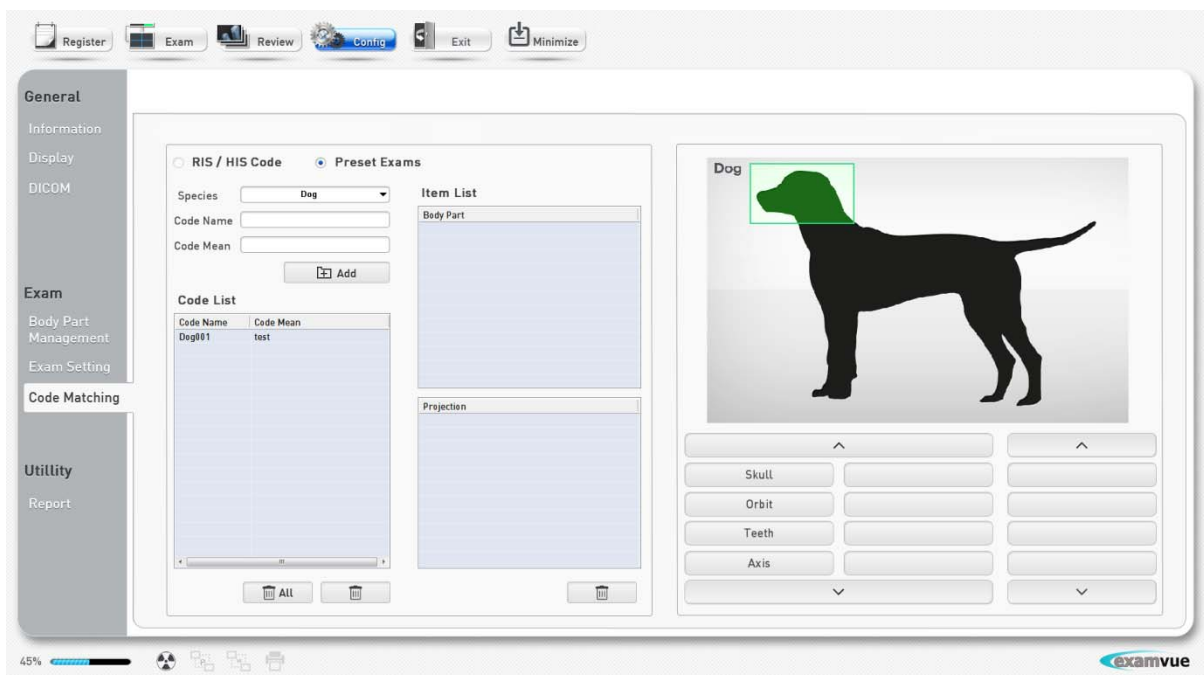 Register Exam Review Config Exit Minimize
General
Information
Display
DICOM
Exam
Body Part
Management
Exam Setting
Code Matching
Utillity
Report
RIS / HIS Code Preset Exams
Species Dog
Code Name
Code Mean
Add
Code List
Code Name Code Mean
Dog001 test
All
Item List
Body Part
Projection
Dog
Skull
Orbit
Teeth
Axis
45%
examvue